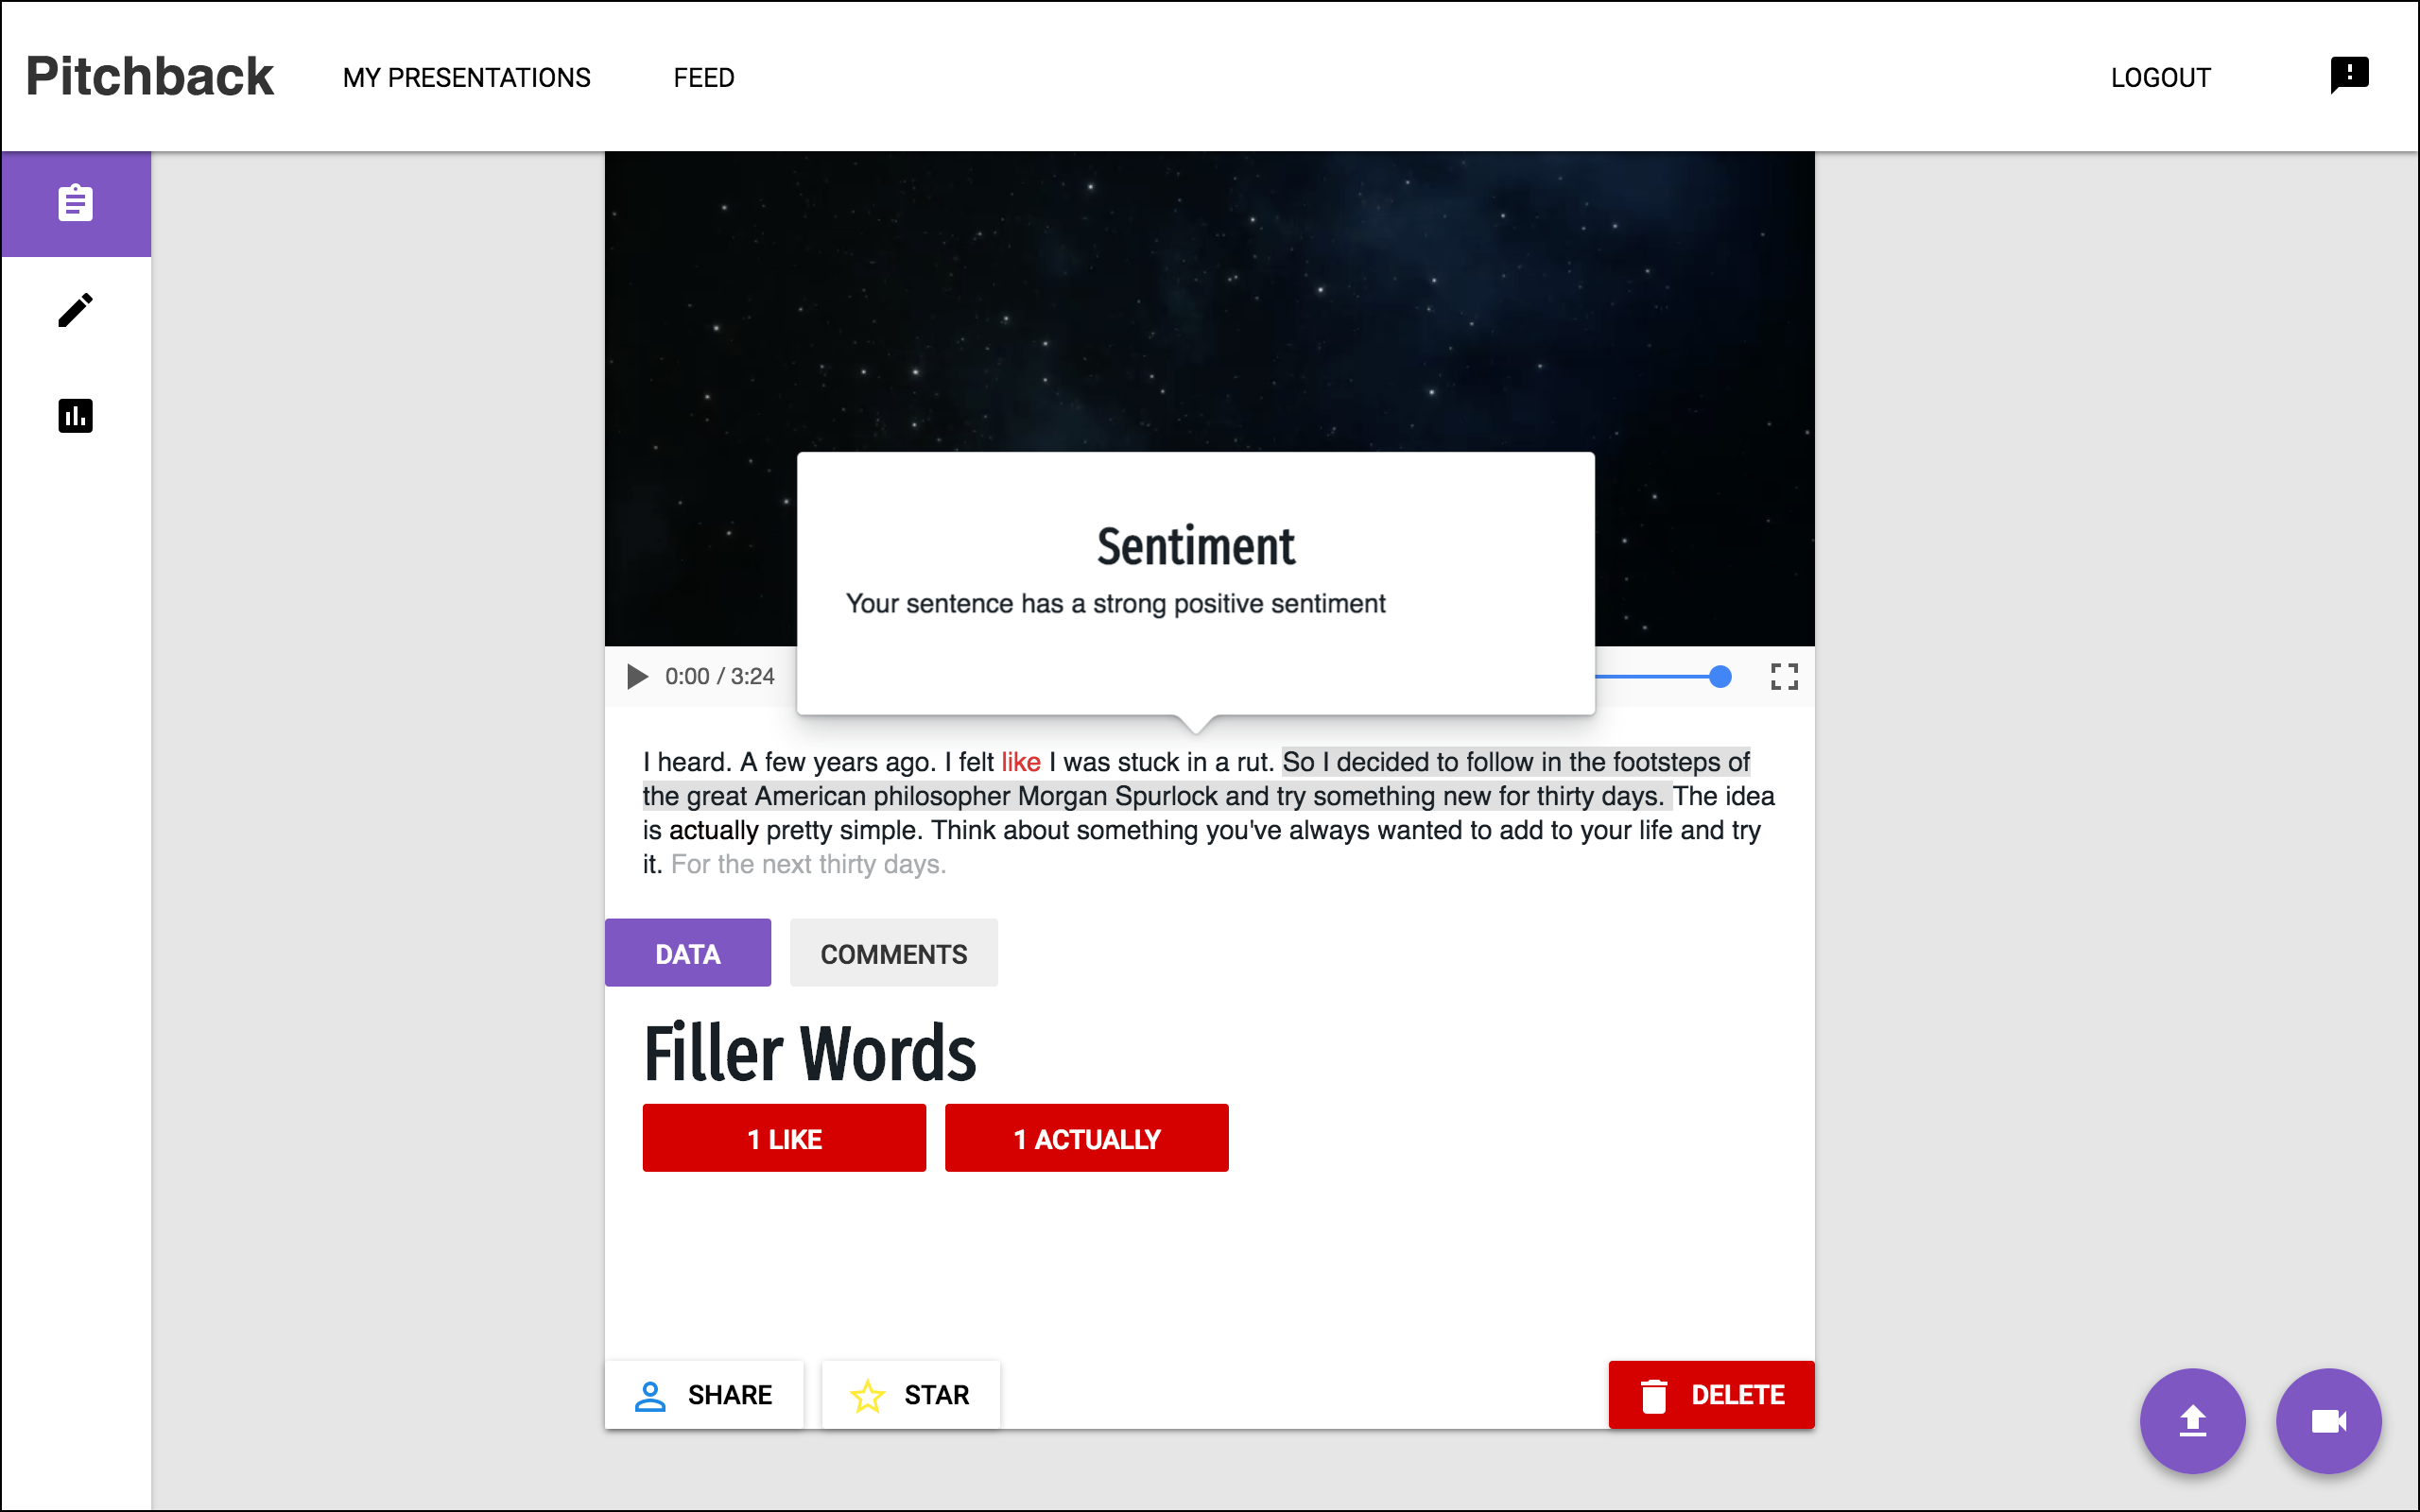 Pitchback MY PRESENTATIONS FEED LOGOUT
Sentiment
Your sentence has a strong positive sentiment
0:00 / 3:24
I heard. A few years ago. I felt like I was stuck in a rut. So I decided to follow in the footsteps of
the great American philosopher Morgan Spurlock and try something new for thirty days. The idea
is actually pretty simple. Think about something you've always wanted to add to your life and try
it. For the next thirty days.
DATA COMMENTS
Filler Words
1 LIKE 1 ACTUALLY
SHARE STAR DELETE